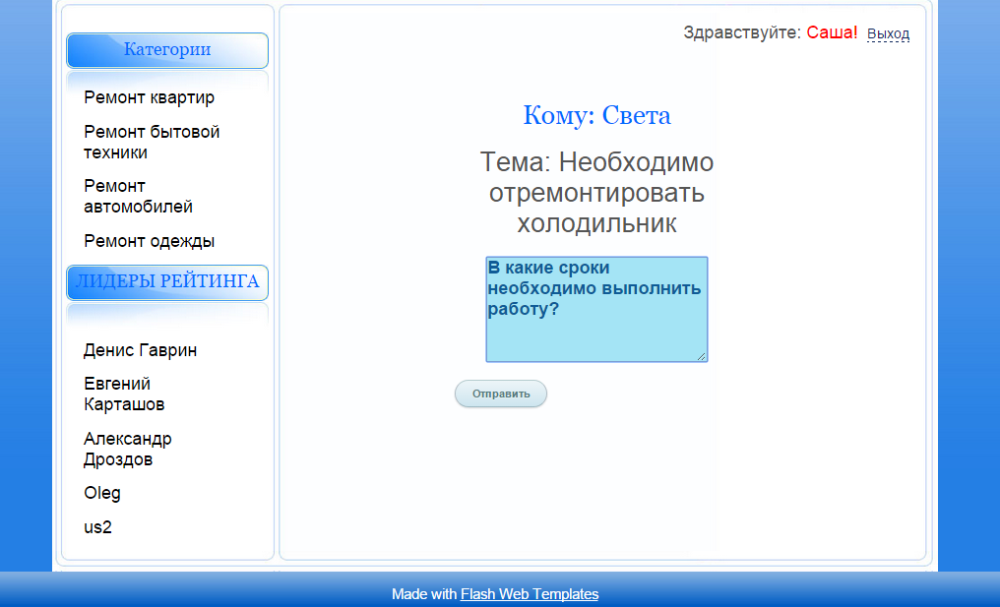 Категории
Ремонт квартир
Ремонт бытовой
техники
Ремонт
автомобилей
Ремонт одежды
ЛИДЕРЫ РЕЙТИНГА
Денис Гаврин
Евгений
Карташов
Александр
Дроздов
Oleg
us2
Здравствуйте: Саша! Выход
Кому: Света
Тема: Необходимо
отремонтировать
холодильник
В какие сроки
необходимо выполнить
работу?
Отправить
Made with Flash Web Templates